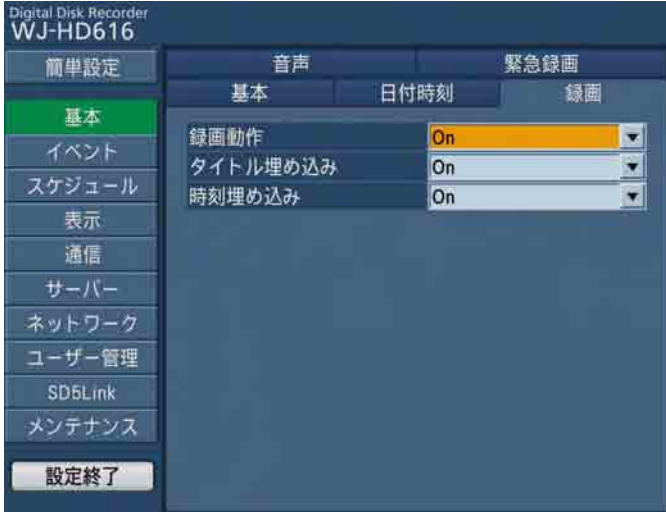 Digital Disk Recorder
WJ-HD616
簡単設定
基本
イベント
スケジュール
表示
通信
サーバー
ネットワーク
ユーザー管理
SD5Link
メンテナンス
設定終了
音声 緊急録画
基本 日付時刻 録画
録画動作 On
タイトル埋め込み On
時刻埋め込み On